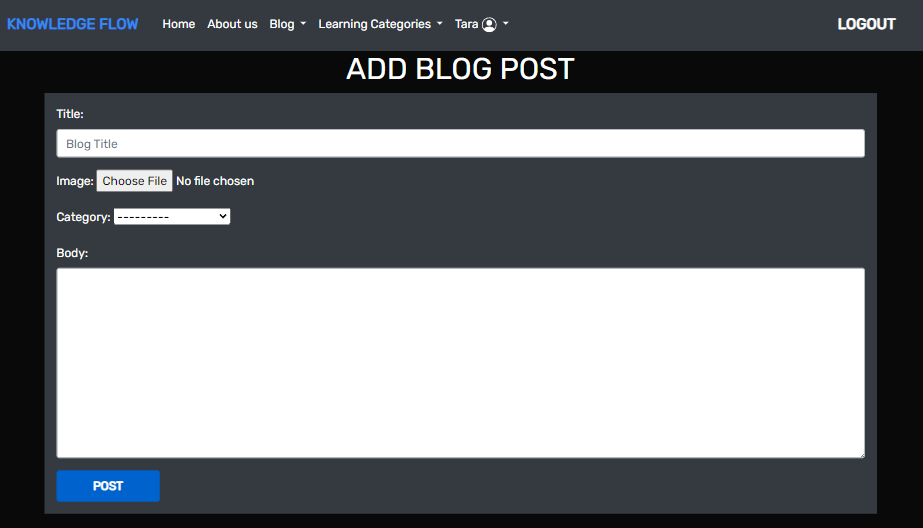 KNOWLEDGE FLOW Home About us Blog Learning Categories Tara LOGOUT
ADD BLOG POST
Title:
Blog Title
Image: Choose File No file chosen
Category: ---------
Body:
POST